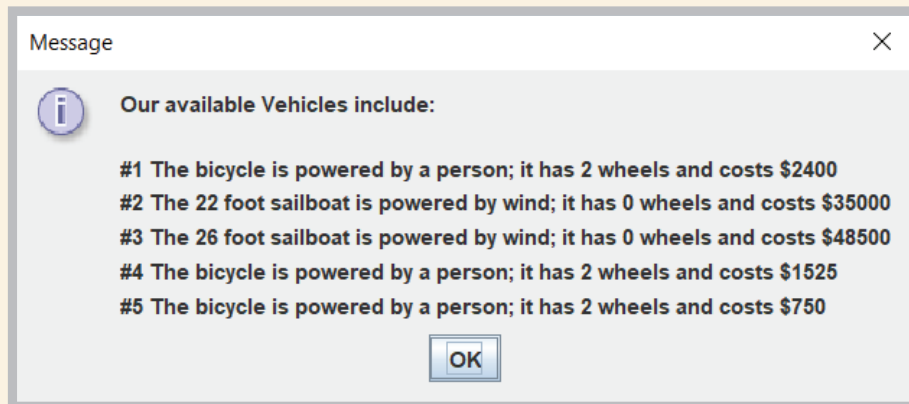 Message
Our available Vehicles include:
#1 The bicycle is powered by a person; it has 2 wheels and costs $2400
#2 The 22 foot sailboat is powered by wind; it has 0 wheels and costs $35000
#3 The 26 foot sailboat is powered by wind; it has 0 wheels and costs $48500
#4 The bicycle is powered by a person; it has 2 wheels and costs $1525
#5 The bicycle is powered by a person; it has 2 wheels and costs $750
OK